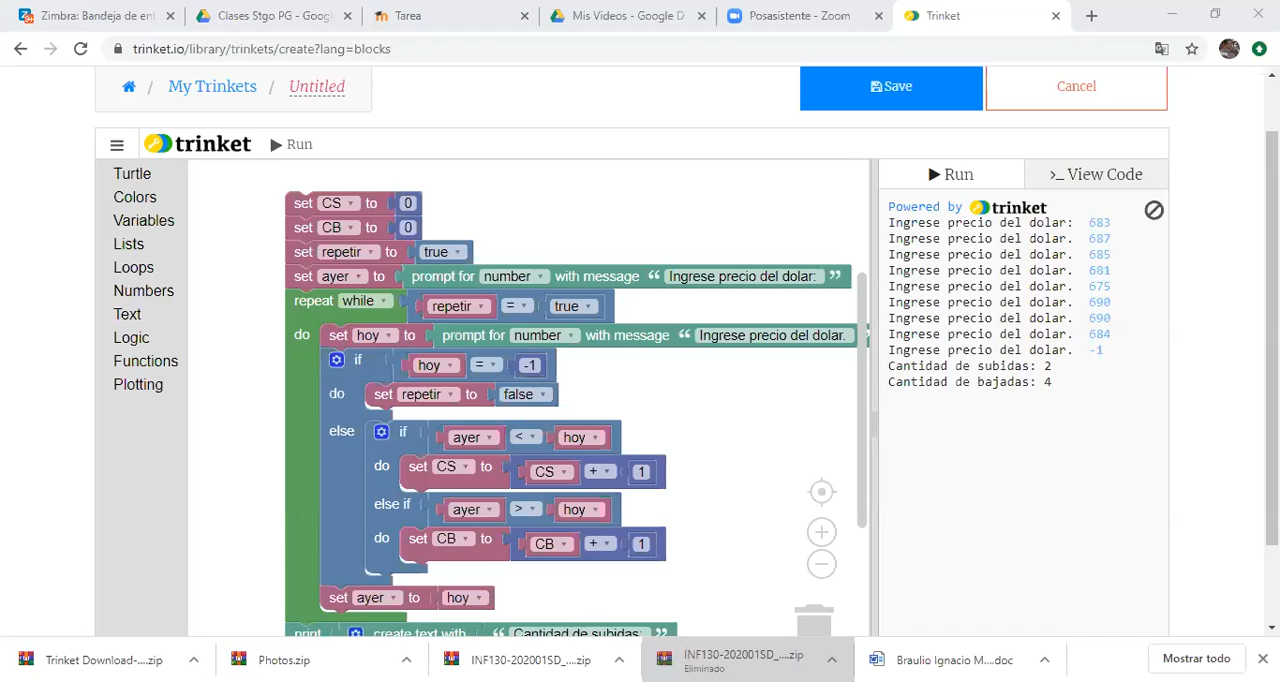 Zimbra: Bandeja de ent
Clases Stgo PG - Goog
Tarea
Mis Videos - Google D
Posasistente - Zoom
Trinket
trinket.io/library/trinkets/create?lang=blocks
/ My Trinkets / Untitled
Save
Cancel
trinket
Run
Turtle
Colors
Variables
Lists
Loops
Numbers
Text
Logic
Functions
Plotting
set CS to 0
set CB to 0
set repetir to true
set ayer to prompt for number with message “ Ingrese precio del dolar: ”
repeat while repetir = true
do set hoy to prompt for number with message “ Ingrese precio del dolar.
if hoy = -1
do set repetir to false
else if ayer < hoy
do set CS to CS + 1
else if ayer > hoy
do set CB to CB + 1
set ayer to hoy
print create text with “ Cantidad de subidas: ”
Run
>_ View Code
Powered by trinket
Ingrese precio del dolar: 683
Ingrese precio del dolar. 687
Ingrese precio del dolar. 685
Ingrese precio del dolar. 681
Ingrese precio del dolar. 675
Ingrese precio del dolar. 690
Ingrese precio del dolar. 690
Ingrese precio del dolar. 684
Ingrese precio del dolar. -1
Cantidad de subidas: 2
Cantidad de bajadas: 4
Trinket Download-....zip
Photos.zip
INF130-202001SD_....zip
INF130-202001SD_....zip
Eliminado
Braulio Ignacio M....doc
Mostrar todo